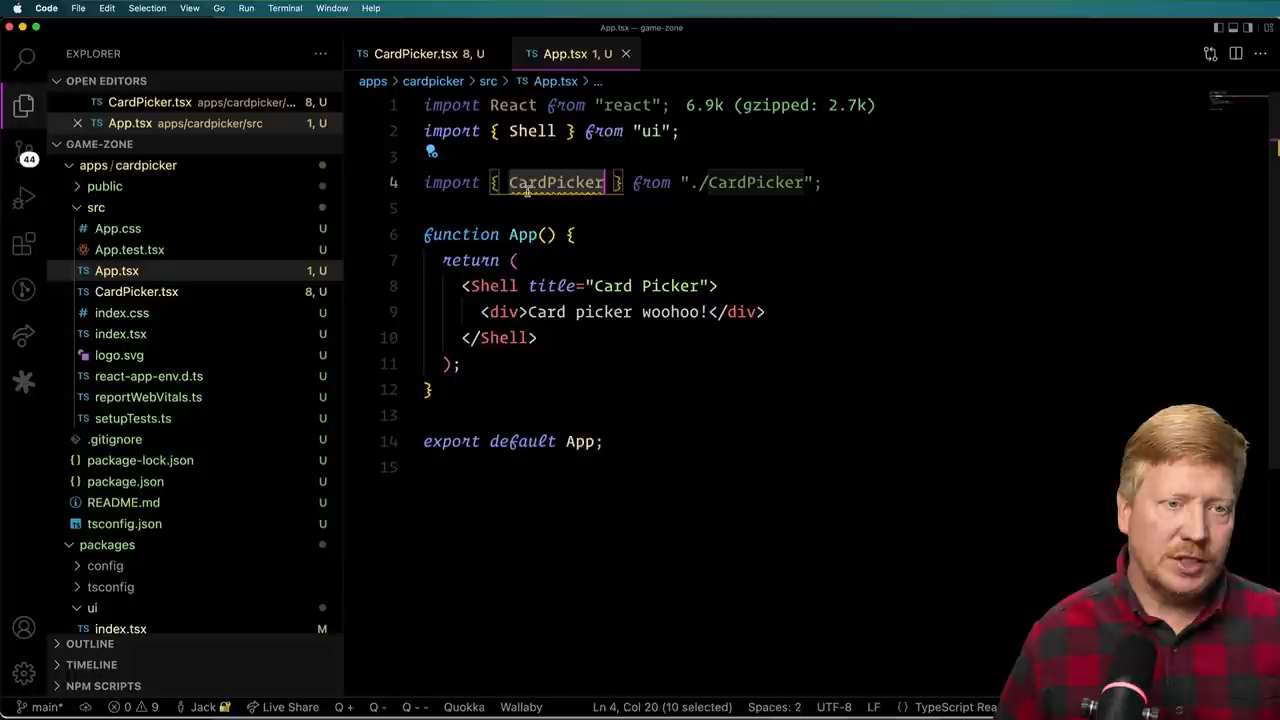 Code File Edit Selection View Go Run Terminal Window Help
App.tsx — game-zone
EXPLORER
OPEN EDITORS
CardPicker.tsx apps/cardpicker/... 8, U
App.tsx apps/cardpicker/src 1, U
GAME-ZONE
apps / cardpicker
public
src
App.css U
App.test.tsx U
App.tsx 1, U
CardPicker.tsx 8, U
index.css U
index.tsx U
logo.svg U
react-app-env.d.ts U
reportWebVitals.ts U
setupTests.ts U
.gitignore U
package-lock.json U
package.json U
README.md U
tsconfig.json U
packages
config
tsconfig
ui
index.tsx M
OUTLINE
TIMELINE
NPM SCRIPTS
44
CardPicker.tsx 8, U
App.tsx 1, U
apps > cardpicker > src > App.tsx > ...
1 import React from "react"; 6.9k (gzipped: 2.7k)
2 import { Shell } from "ui";
3
4 import { CardPicker } from "./CardPicker";
5
6 function App() {
7 return (
8 <Shell title="Card Picker">
9 <div>Card picker woohoo!</div>
10 </Shell>
11 );
12 }
13
14 export default App;
15
main* 0 9 Jack Live Share Q + Q - Q - - Quokka Wallaby Ln 4, Col 20 (10 selected) Spaces: 2 UTF-8 LF { } TypeScript Rea